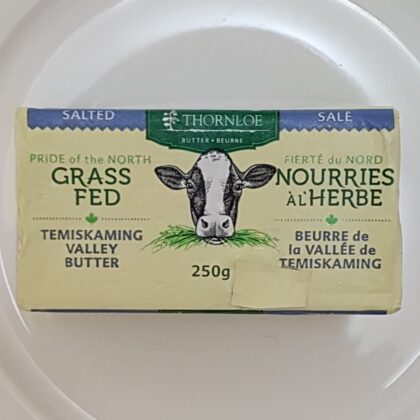 SALTED
THORNLOE
SALÉ
BUTTER • BEURRE
PRIDE of the NORTH
GRASS
FED
TEMISKAMING
VALLEY
BUTTER
FIERTÉ du NORD
NOURRIES
À L'HERBE
BEURRE de
la VALLÉE de
TEMISKAMING
250g